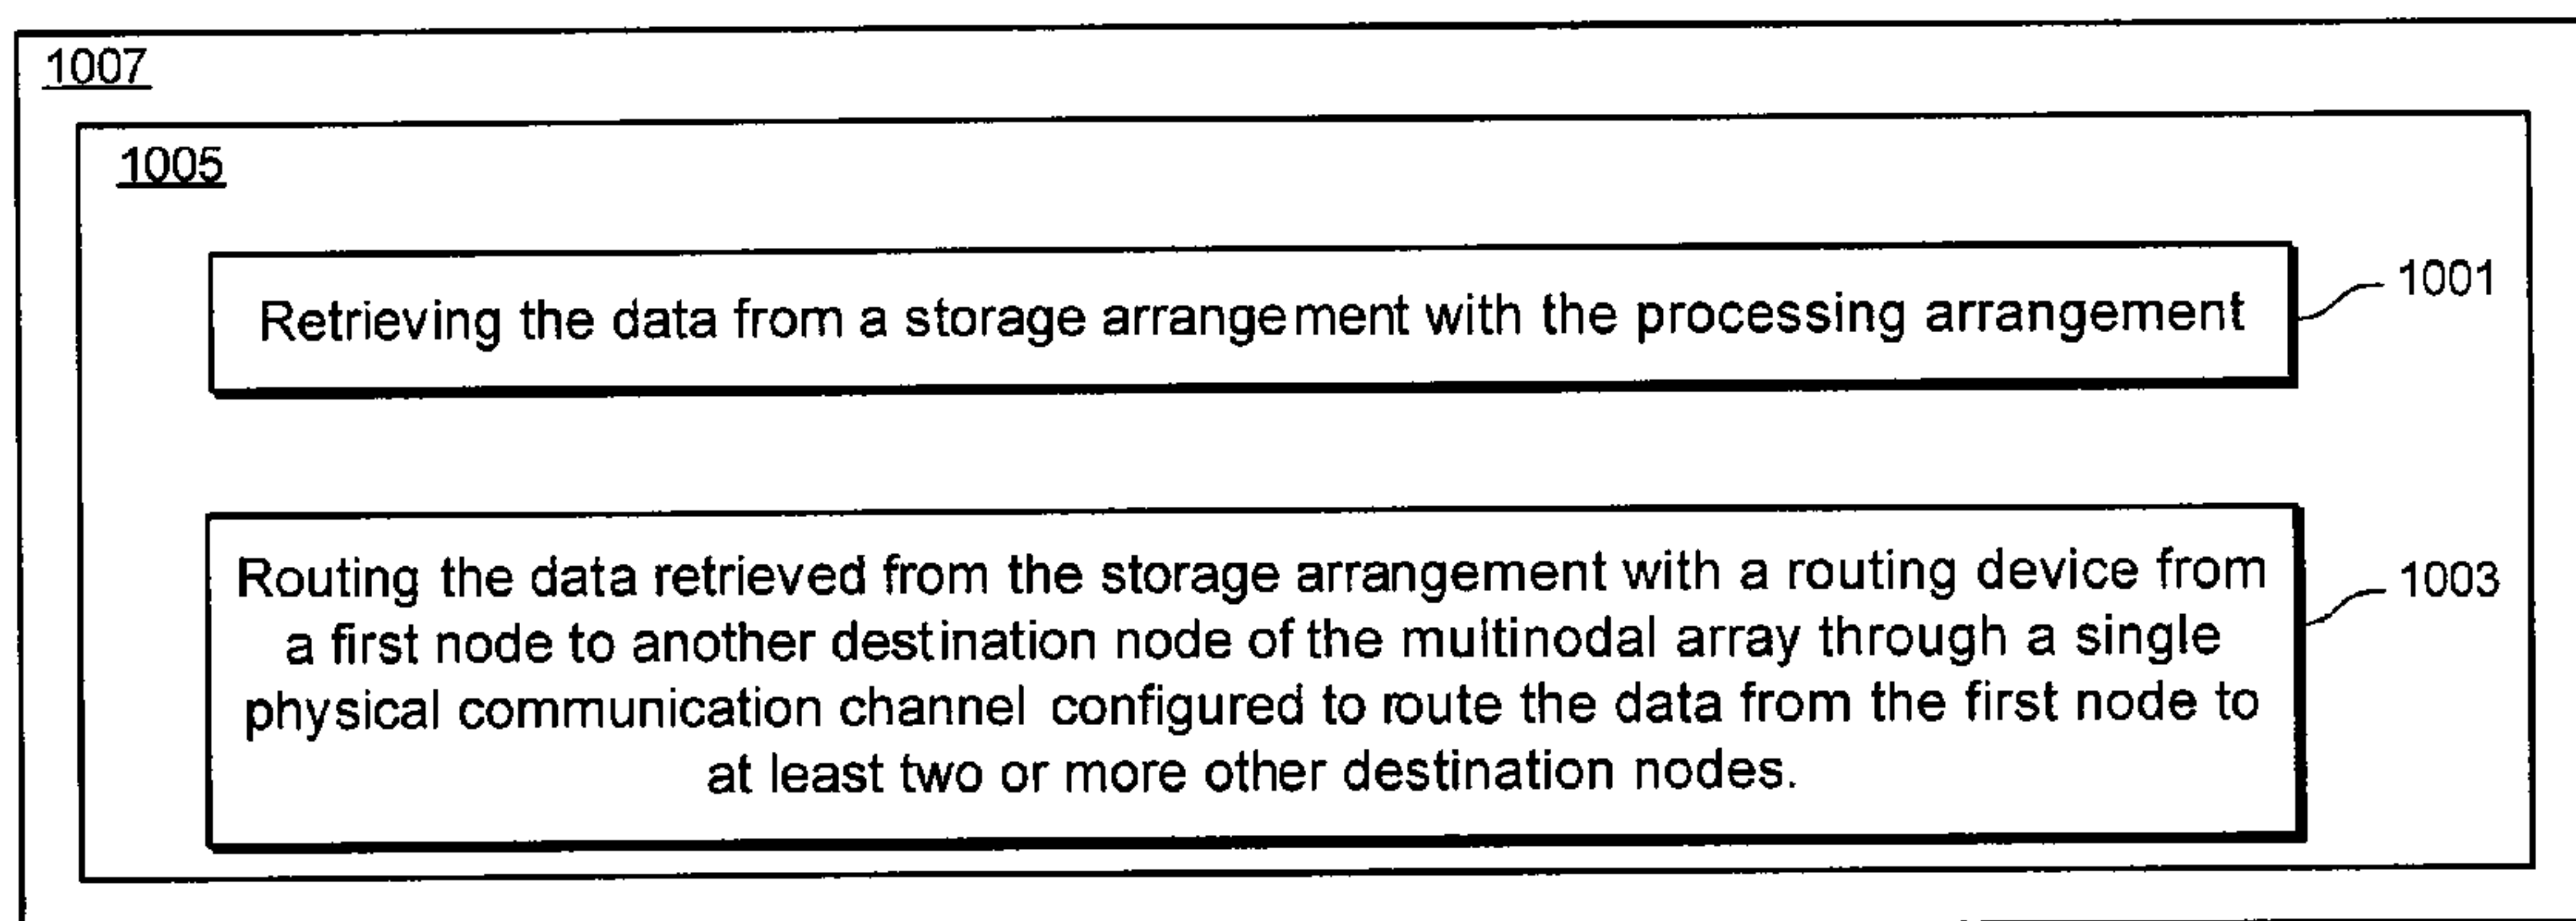 1007
1005
Retrieving the data from a storage arrangement with the processing arrangement
1001
Routing the data retrieved from the storage arrangement with a routing device from
a first node to another destination node of the multinodal array through a single
physical communication channel configured to route the data from the first node to
at least two or more other destination nodes.
1003